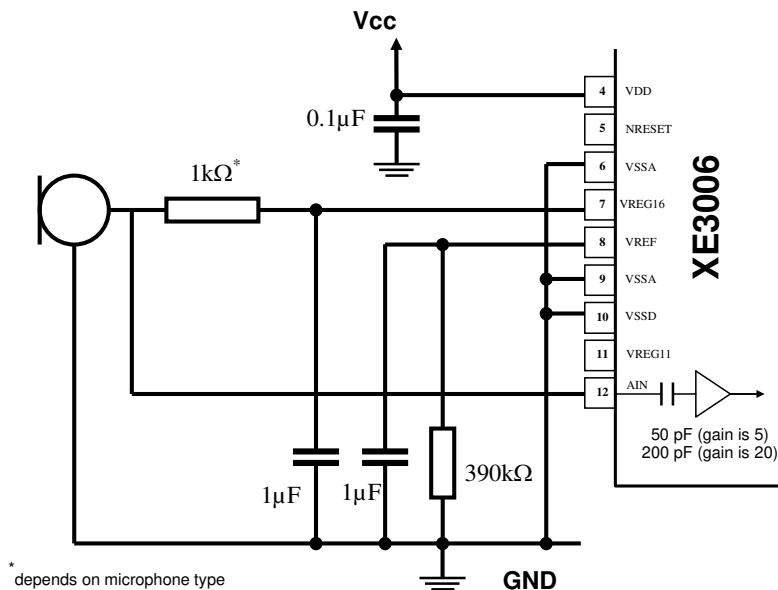 Vcc
0.1µF
1kΩ*
4 VDD
5 NRESET
6 VSSA
7 VREG16
8 VREF
9 VSSA
10 VSSD
11 VREG11
12 AIN
XE3006
50 pF (gain is 5)
200 pF (gain is 20)
1µF
1µF
390kΩ
GND
*depends on microphone type